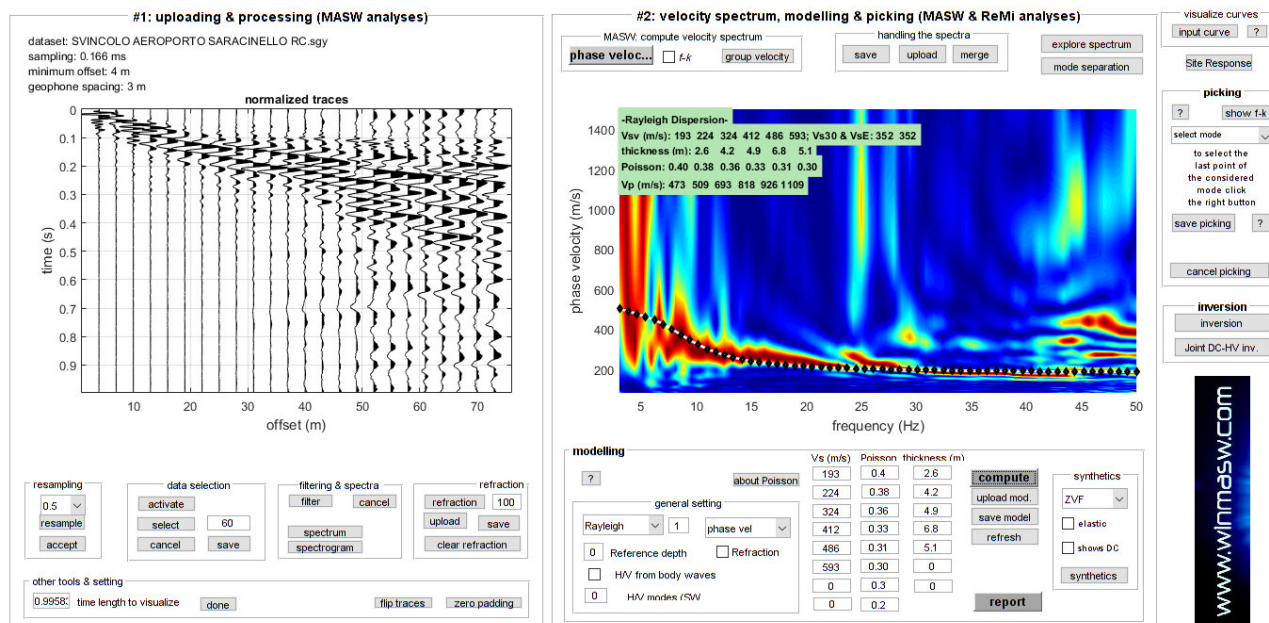 #1: uploading & processing (MASW analyses)
dataset: SVINCOLO AEROPORTO SARACINELLO RC.sgy
sampling: 0.166 ms
minimum offset: 4 m
geophone spacing: 3 m
normalized traces
0
0.1
0.2
0.3
0.4
0.5
0.6
0.7
0.8
0.9
time (s)
10 20 30 40 50 60 70
offset (m)
resampling
0.5
resample
accept
data selection
activate
select 60
cancel save
filtering & spectra
filter cancel
spectrum
spectrogram
refraction
refraction 100
upload save
clear refraction
other tools & setting
0.9958 time length to visualize done flip traces zero padding
#2: velocity spectrum, modelling & picking (MASW & ReMi analyses)
MASW: compute velocity spectrum
phase veloc... f-k group velocity
handling the spectra
save upload merge
explore spectrum
mode separation
-Rayleigh Dispersion-
Vsv (m/s): 193 224 324 412 486 593; Vs30 & VsE: 352 352
thickness (m): 2.6 4.2 4.9 6.8 5.1
Poisson: 0.40 0.38 0.36 0.33 0.31 0.30
Vp (m/s): 473 509 693 818 926 1109
1400
1200
1000
800
600
400
200
phase velocity (m/s)
5 10 15 20 25 30 35 40 45 50
frequency (Hz)
modelling
?
about Poisson
general setting
Rayleigh 1 phase vel
0 Reference depth Refraction
H/V from body waves
0 H/V modes (SW
Vs (m/s) Poisson thickness (m)
193 0.4 2.6
224 0.38 4.2
324 0.36 4.9
412 0.33 6.8
486 0.31 5.1
593 0.30 0
0 0.3 0
0 0.2
compute
upload mod.
save model
refresh
report
synthetics
ZVF
elastic
shows DC
synthetics
visualize curves
input curve ?
Site Response
picking
? show f-k
select mode
to select the
last point of
the considered
mode click
the right button
save picking ?
cancel picking
inversion
inversion
Joint DC-HV inv.
www.winmasw.com